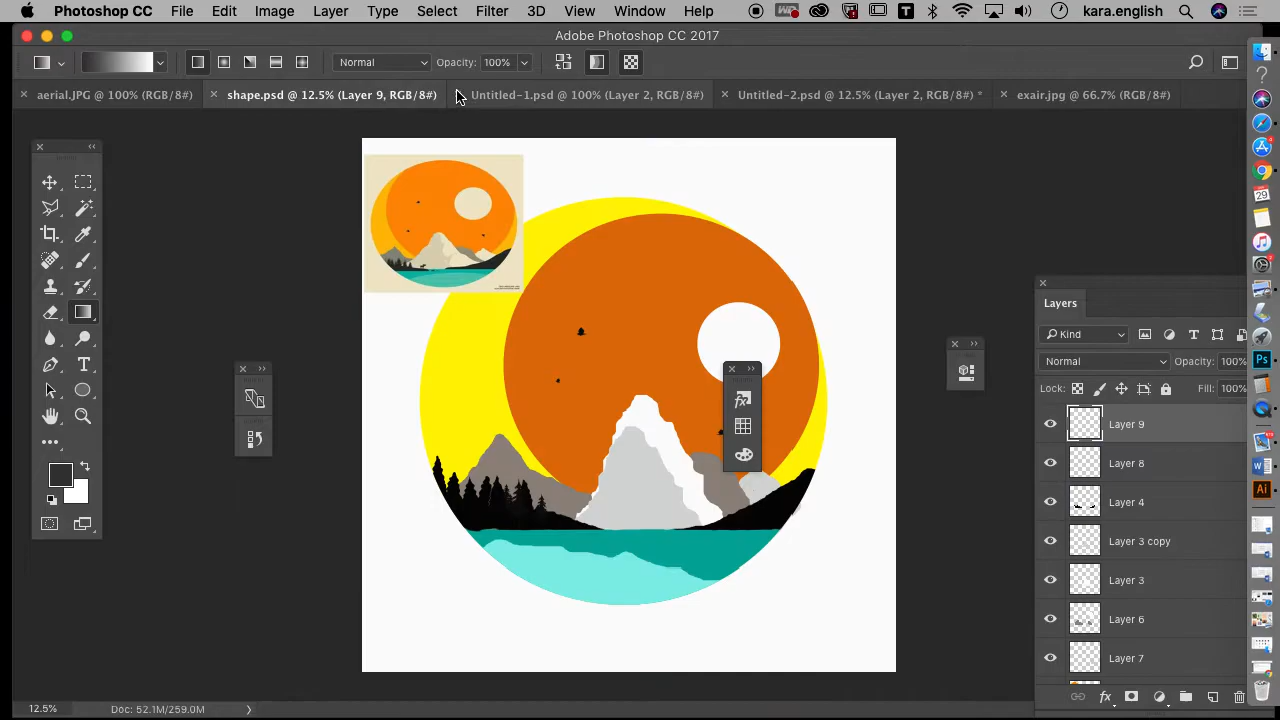 Photoshop CC File Edit Image Layer Type Select Filter 3D View Window Help kara.english
Adobe Photoshop CC 2017
Normal Opacity: 100%
aerial.JPG @ 100% (RGB/8#) shape.psd @ 12.5% (Layer 9, RGB/8#) Untitled-1.psd @ 100% (Layer 2, RGB/8#) Untitled-2.psd @ 12.5% (Layer 2, RGB/8#) * exair.jpg @ 66.7% (RGB/8#)
Layers
Kind
Normal Opacity: 100%
Lock: Fill: 100%
Layer 9
Layer 8
Layer 4
Layer 3 copy
Layer 3
Layer 6
Layer 7
12.5% Doc: 52.1M/259.0M